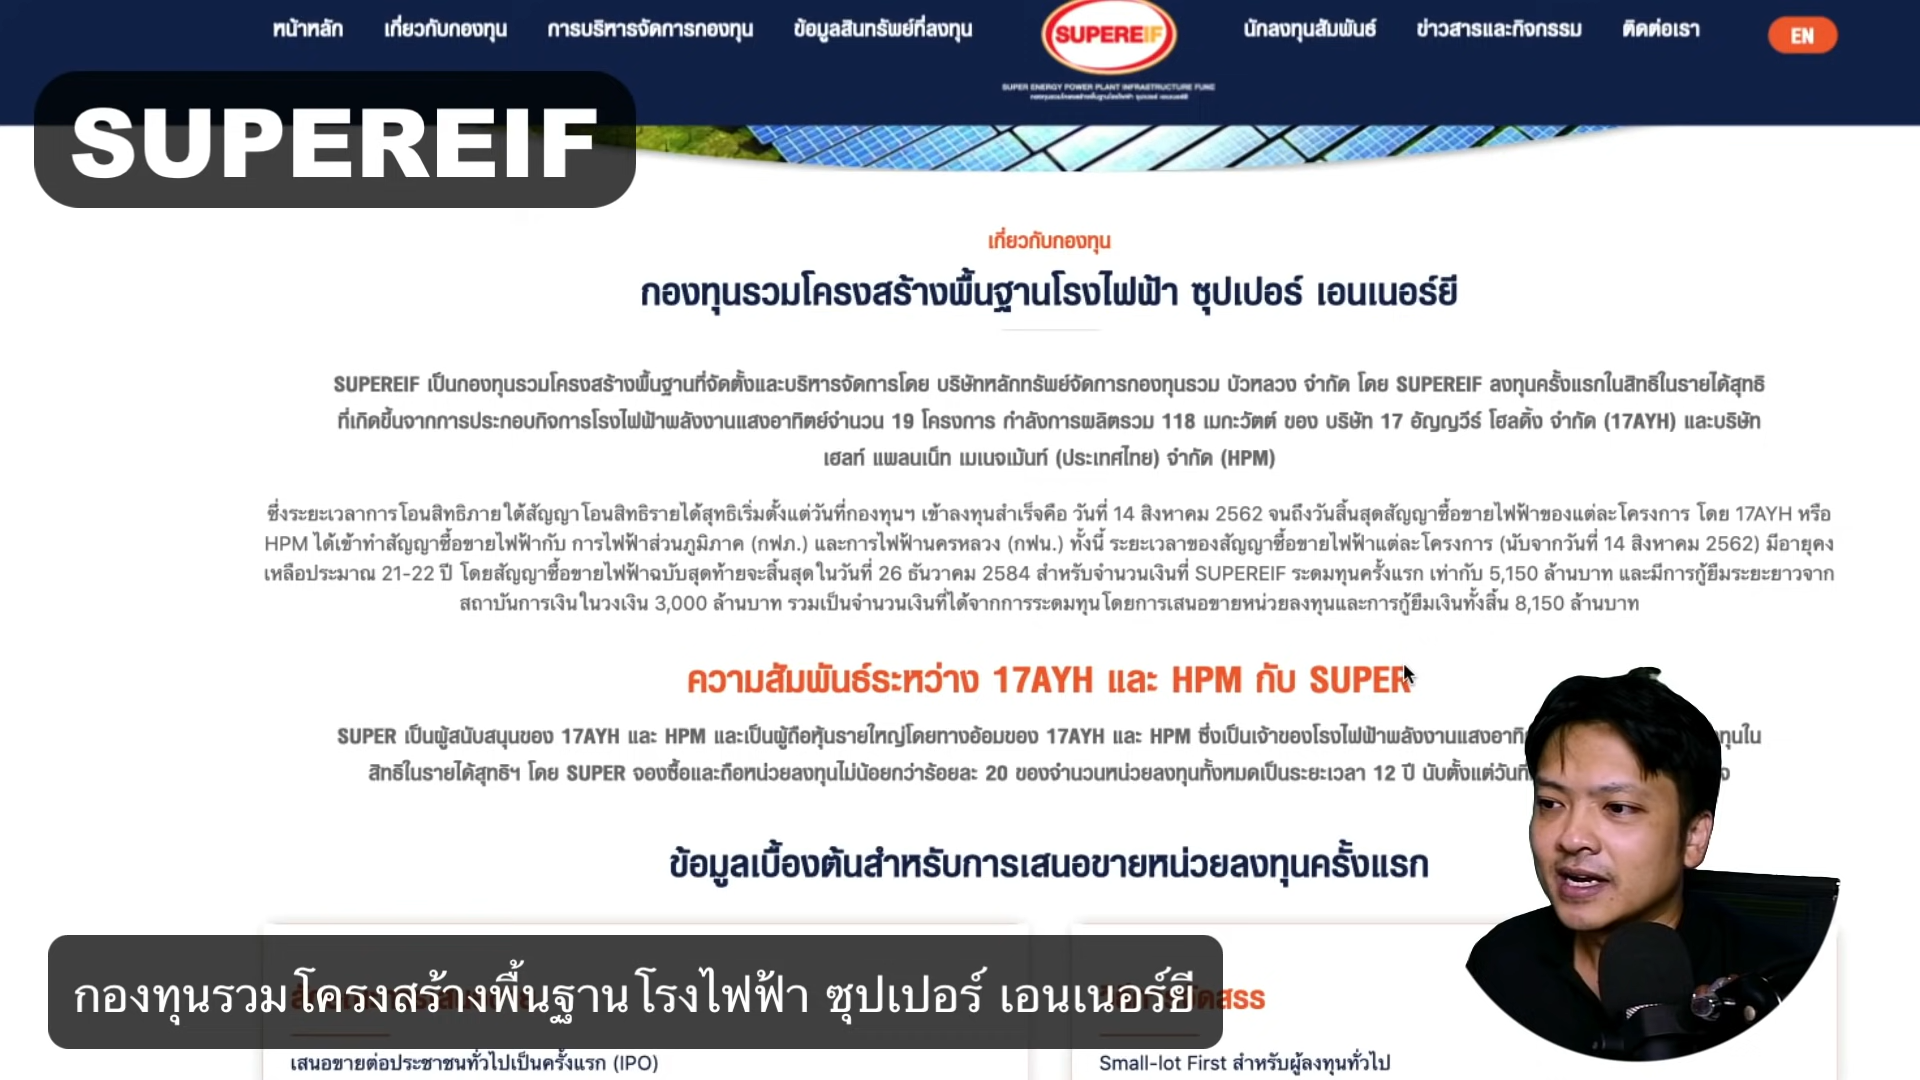 หน้าหลัก เกี่ยวกับกองทุน การบริหารจัดการกองทุน ข้อมูลสินทรัพย์ที่ลงทุน SUPEREIF นักลงทุนสัมพันธ์ ข่าวสารและกิจกรรม ติดต่อเรา EN
SUPER ENERGY POWER PLANT INFRASTRUCTURE FUND
กองทุนรวมโครงสร้างพื้นฐานโรงไฟฟ้า ซุปเปอร์ เอนเนอร์ยี
SUPEREIF
เกี่ยวกับกองทุน
กองทุนรวมโครงสร้างพื้นฐานโรงไฟฟ้า ซุปเปอร์ เอนเนอร์ยี
SUPEREIF เป็นกองทุนรวมโครงสร้างพื้นฐานที่จัดตั้งและบริหารจัดการโดย บริษัทหลักทรัพย์จัดการกองทุนรวม บัวหลวง จำกัด โดย SUPEREIF ลงทุนครั้งแรกในสิทธิในรายได้สุทธิ
ที่เกิดขึ้นจากการประกอบกิจการโรงไฟฟ้าพลังงานแสงอาทิตย์จำนวน 19 โครงการ กำลังการผลิตรวม 118 เมกะวัตต์ ของ บริษัท 17 อัญญวีร์ โฮลดิ้ง จำกัด (17AYH) และบริษัท
เฮลท์ แพลนเน็ท เมเนจเม้นท์ (ประเทศไทย) จำกัด (HPM)
ซึ่งระยะเวลาการโอนสิทธิภายใต้สัญญาโอนสิทธิรายได้สุทธิเริ่มตั้งแต่วันที่กองทุนฯ เข้าลงทุนสำเร็จคือ วันที่ 14 สิงหาคม 2562 จนถึงวันสิ้นสุดสัญญาซื้อขายไฟฟ้าของแต่ละโครงการ โดย 17AYH หรือ
HPM ได้เข้าทำสัญญาซื้อขายไฟฟ้ากับ การไฟฟ้าส่วนภูมิภาค (กฟภ.) และการไฟฟ้านครหลวง (กฟน.) ทั้งนี้ ระยะเวลาของสัญญาซื้อขายไฟฟ้าแต่ละโครงการ (นับจากวันที่ 14 สิงหาคม 2562) มีอายุคง
เหลือประมาณ 21-22 ปี โดยสัญญาซื้อขายไฟฟ้าฉบับสุดท้ายจะสิ้นสุดในวันที่ 26 ธันวาคม 2584 สำหรับจำนวนเงินที่ SUPEREIF ระดมทุนครั้งแรก เท่ากับ 5,150 ล้านบาท และมีการกู้ยืมระยะยาวจาก
สถาบันการเงินในวงเงิน 3,000 ล้านบาท รวมเป็นจำนวนเงินที่ได้จากการระดมทุนโดยการเสนอขายหน่วยลงทุนและการกู้ยืมเงินทั้งสิ้น 8,150 ล้านบาท
ความสัมพันธ์ระหว่าง 17AYH และ HPM กับ SUPER
SUPER เป็นผู้สนับสนุนของ 17AYH และ HPM และเป็นผู้ถือหุ้นรายใหญ่โดยทางอ้อมของ 17AYH และ HPM ซึ่งเป็นเจ้าของโรงไฟฟ้าพลังงาน
สิทธิในรายได้สุทธิฯ โดย SUPER จองซื้อและถือหน่วยลงทุนไม่น้อยกว่าร้อยละ 20 ของจำนวนหน่วยลงทุนทั้งหมดเป็นระยะเวลา 12 ปี
ข้อมูลเบื้องต้นสำหรับการเสนอขายหน่วยลงทุนครั้งแรก
กองทุนรวมโครงสร้างพื้นฐานโรงไฟฟ้า ซุปเปอร์ เอนเนอร์ยี
เสนอขายต่อประชาชนทั่วไปเป็นครั้งแรก (IPO)
Small-lot First สำหรับผู้ลงทุนทั่วไป